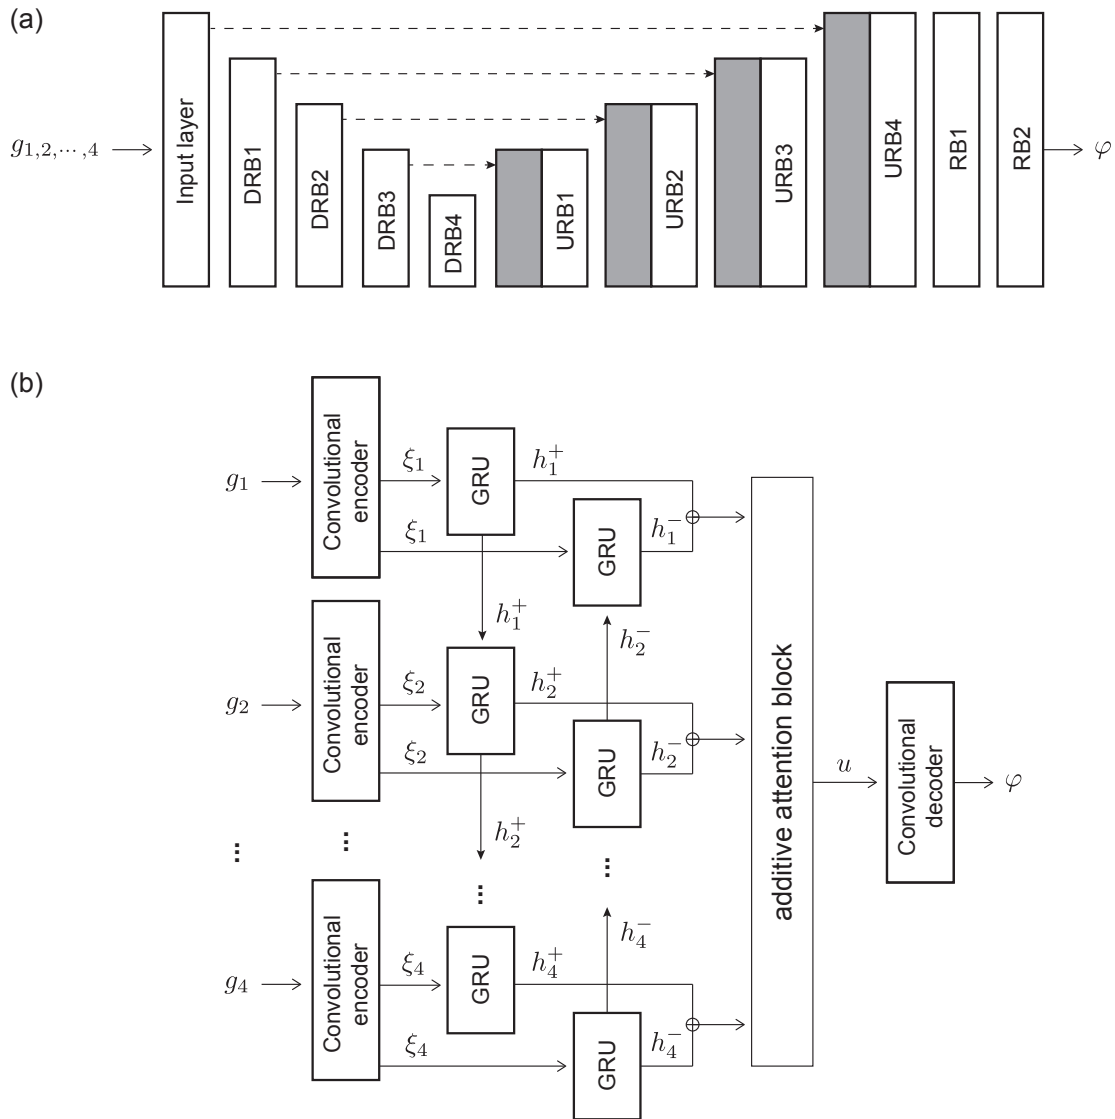 (a)
g₁,₂,⋯,₄
Input layer
DRB1
DRB2
DRB3
DRB4
URB1
URB2
URB3
URB4
RB1
RB2
φ
(b)
g₁
Convolutional
encoder
ξ₁
ξ₁
GRU
h₁⁺
GRU
h₁⁻
h₁⁺
h₂⁻
g₂
Convolutional
encoder
ξ₂
ξ₂
GRU
h₂⁺
GRU
h₂⁻
h₂⁺
...
...
...
...
g₄
Convolutional
encoder
ξ₄
ξ₄
GRU
h₄⁺
h₄⁻
GRU
h₄⁻
additive attention block
u
Convolutional
decoder
φ